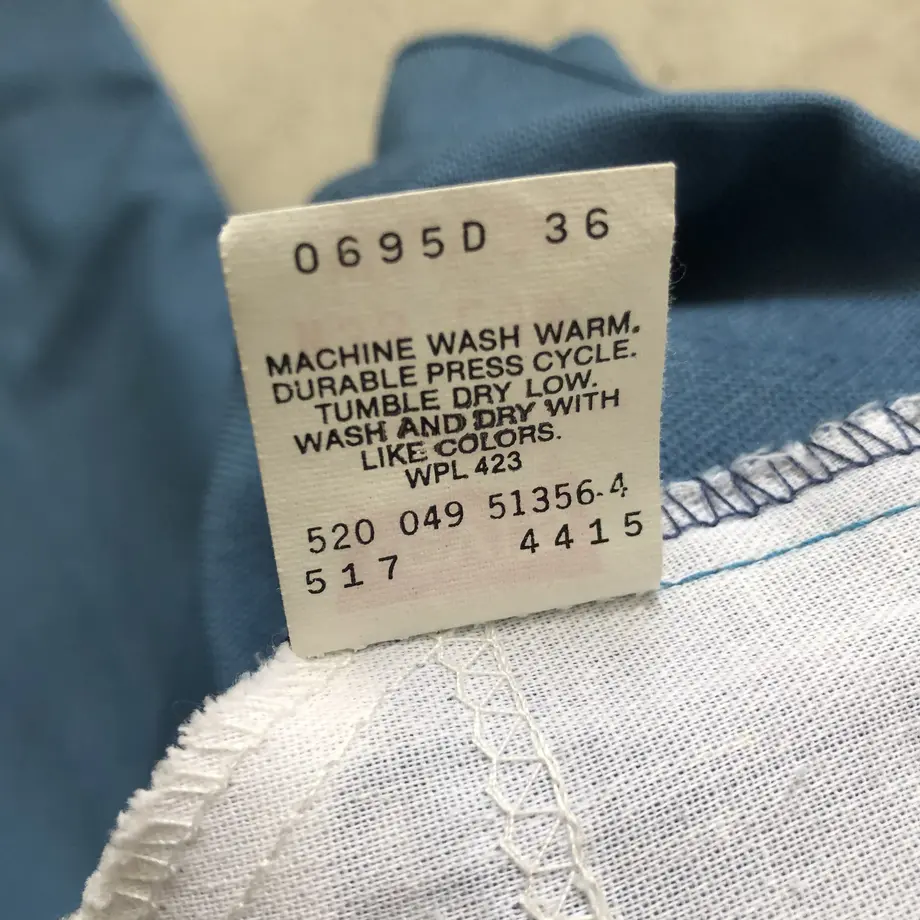 0695D 36
MACHINE WASH WARM.
DURABLE PRESS CYCLE.
TUMBLE DRY LOW.
WASH AND DRY WITH
LIKE COLORS.
WPL 423
520 049 51356-4
517 4415